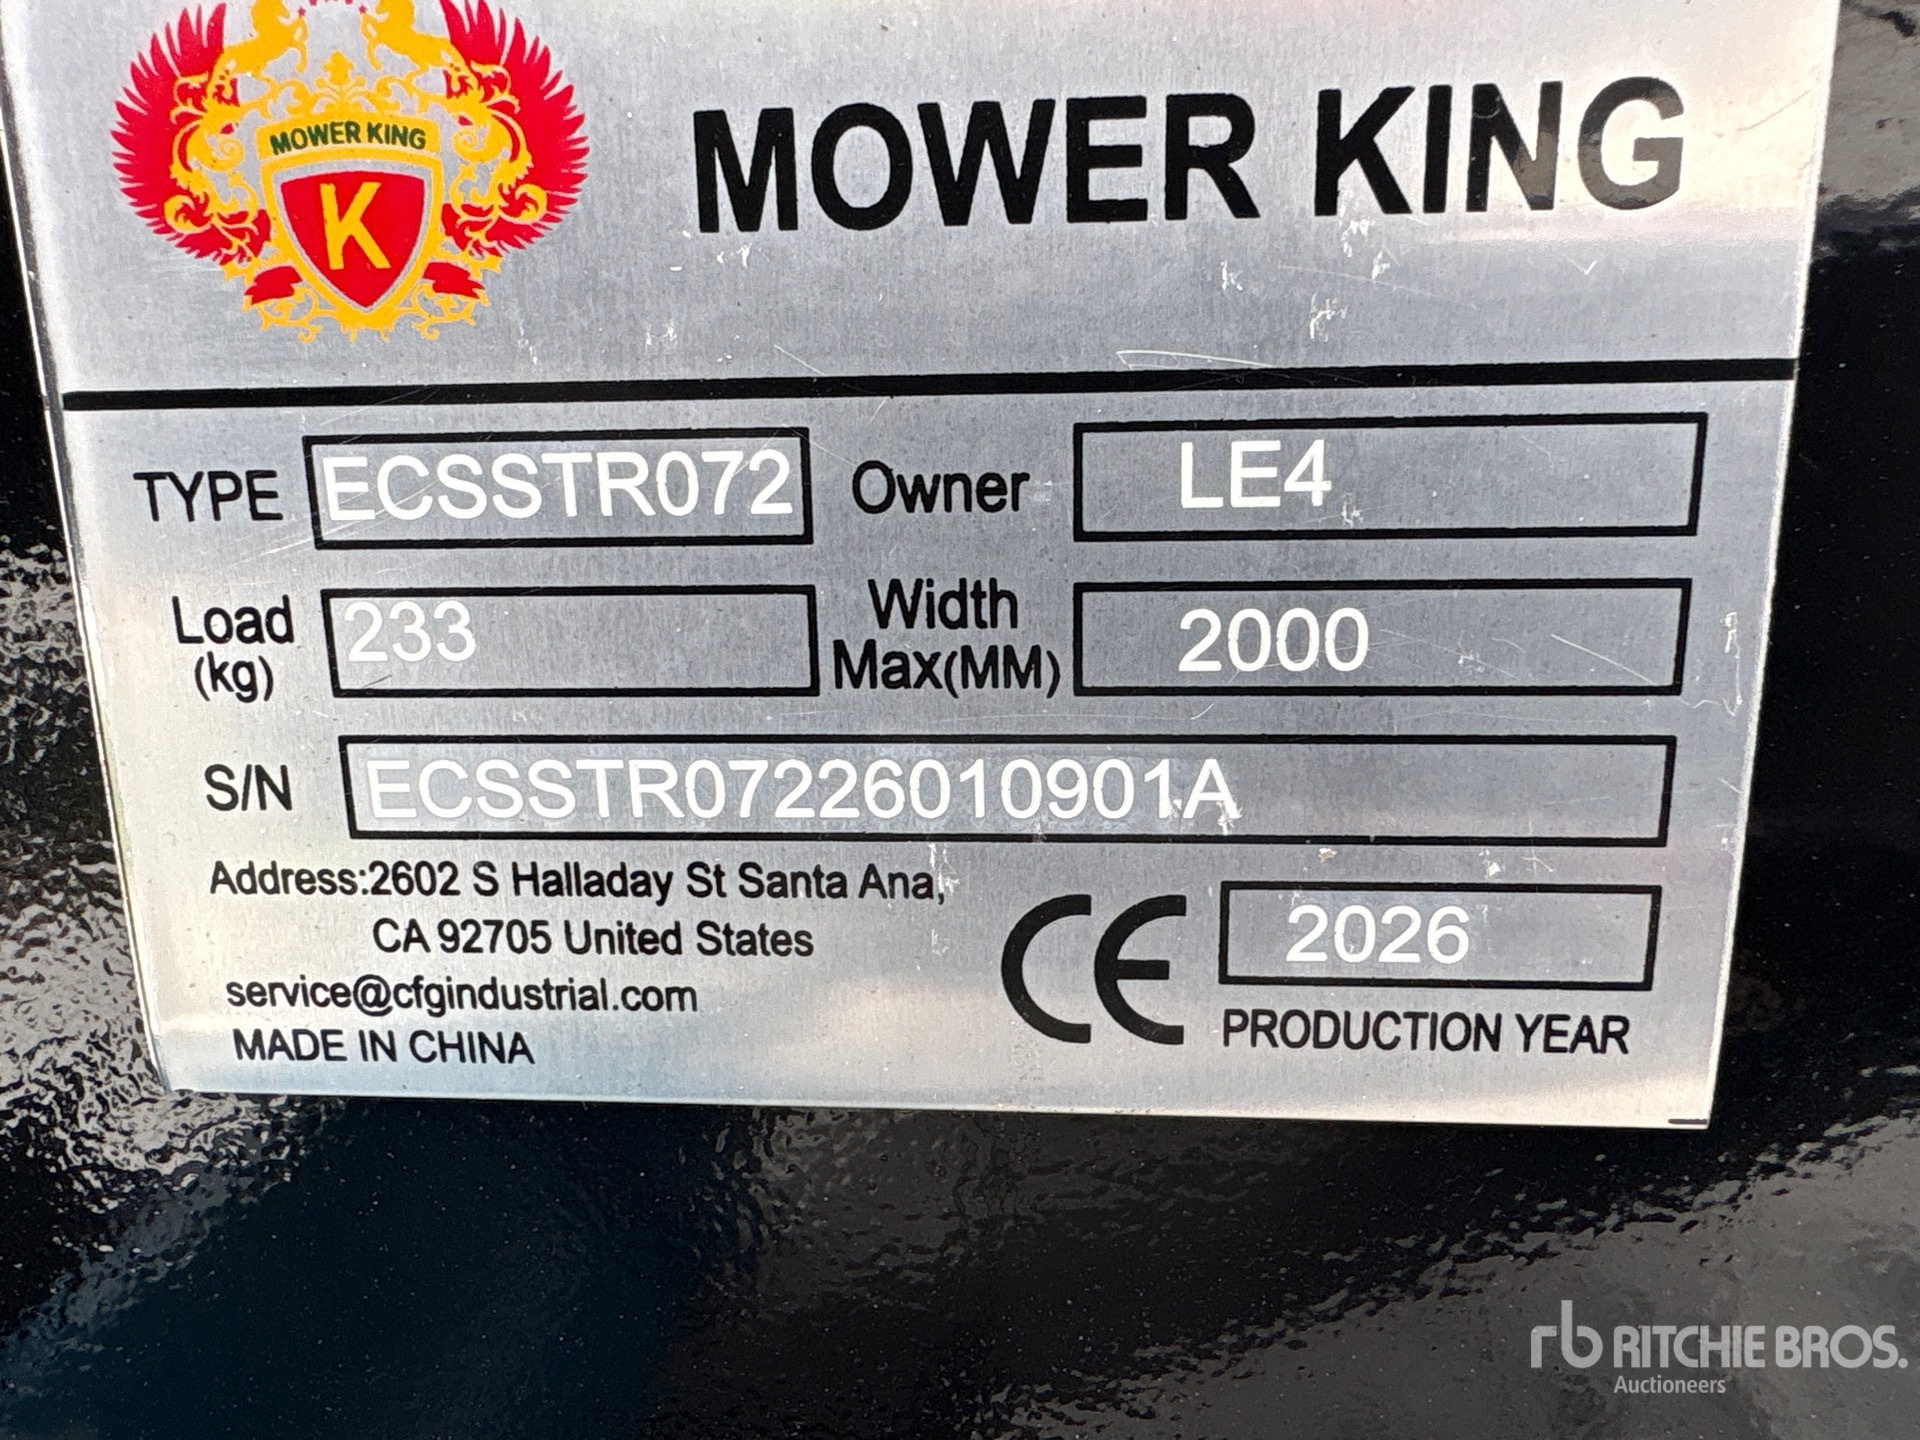 MOWER KING
K
MOWER KING
TYPE ECSSTR072 Owner LE4
Load (kg) 233 Width Max(MM) 2000
S/N ECSSTR07226010901A
Address:2602 S Halladay St Santa Ana,
CA 92705 United States
service@cfgindustrial.com
MADE IN CHINA
CE 2026
PRODUCTION YEAR
rb RITCHIE BROS.
Auctioneers